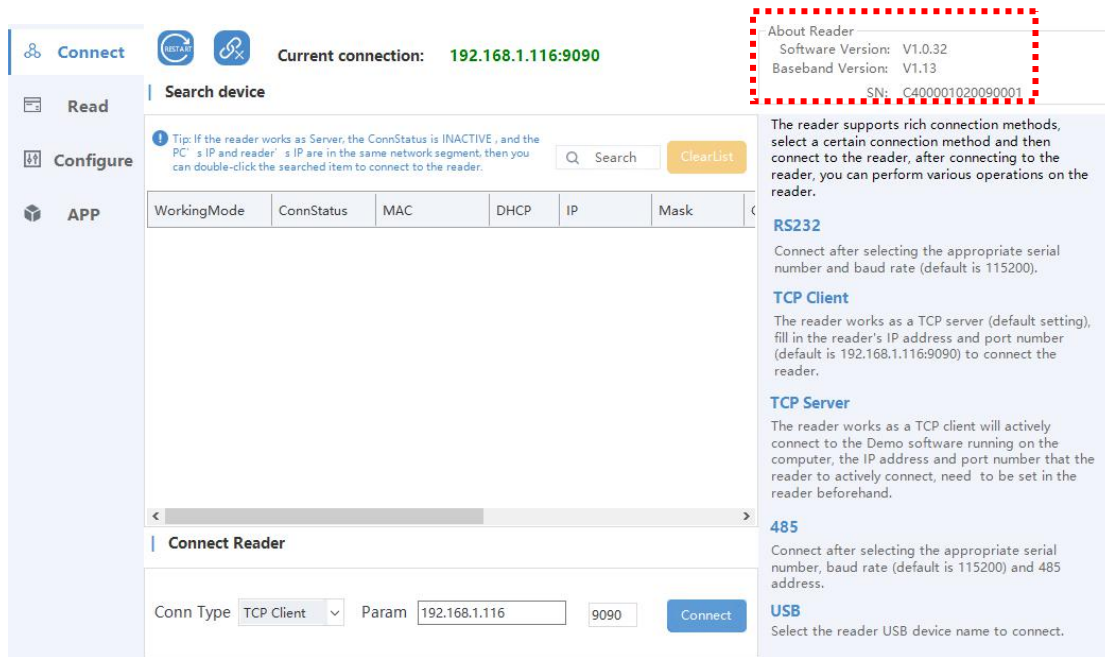 Connect
Read
Configure
APP
RESTART
Current connection: 192.168.1.116:9090
Search device
Tip: If the reader works as Server, the ConnStatus is INACTIVE , and the
PC' s IP and reader' s IP are in the same network segment, then you
can double-click the searched item to connect to the reader.
Search
ClearList
WorkingMode ConnStatus MAC DHCP IP Mask
Connect Reader
Conn Type TCP Client Param 192.168.1.116 9090 Connect
About Reader
Software Version: V1.0.32
Baseband Version: V1.13
SN: C400001020090001
The reader supports rich connection methods,
select a certain connection method and then
connect to the reader, after connecting to the
reader, you can perform various operations on the
reader.
RS232
Connect after selecting the appropriate serial
number and baud rate (default is 115200).
TCP Client
The reader works as a TCP server (default setting),
fill in the reader's IP address and port number
(default is 192.168.1.116:9090) to connect the
reader.
TCP Server
The reader works as a TCP client will actively
connect to the Demo software running on the
computer, the IP address and port number that the
reader to actively connect, need to be set in the
reader beforehand.
485
Connect after selecting the appropriate serial
number, baud rate (default is 115200) and 485
address.
USB
Select the reader USB device name to connect.